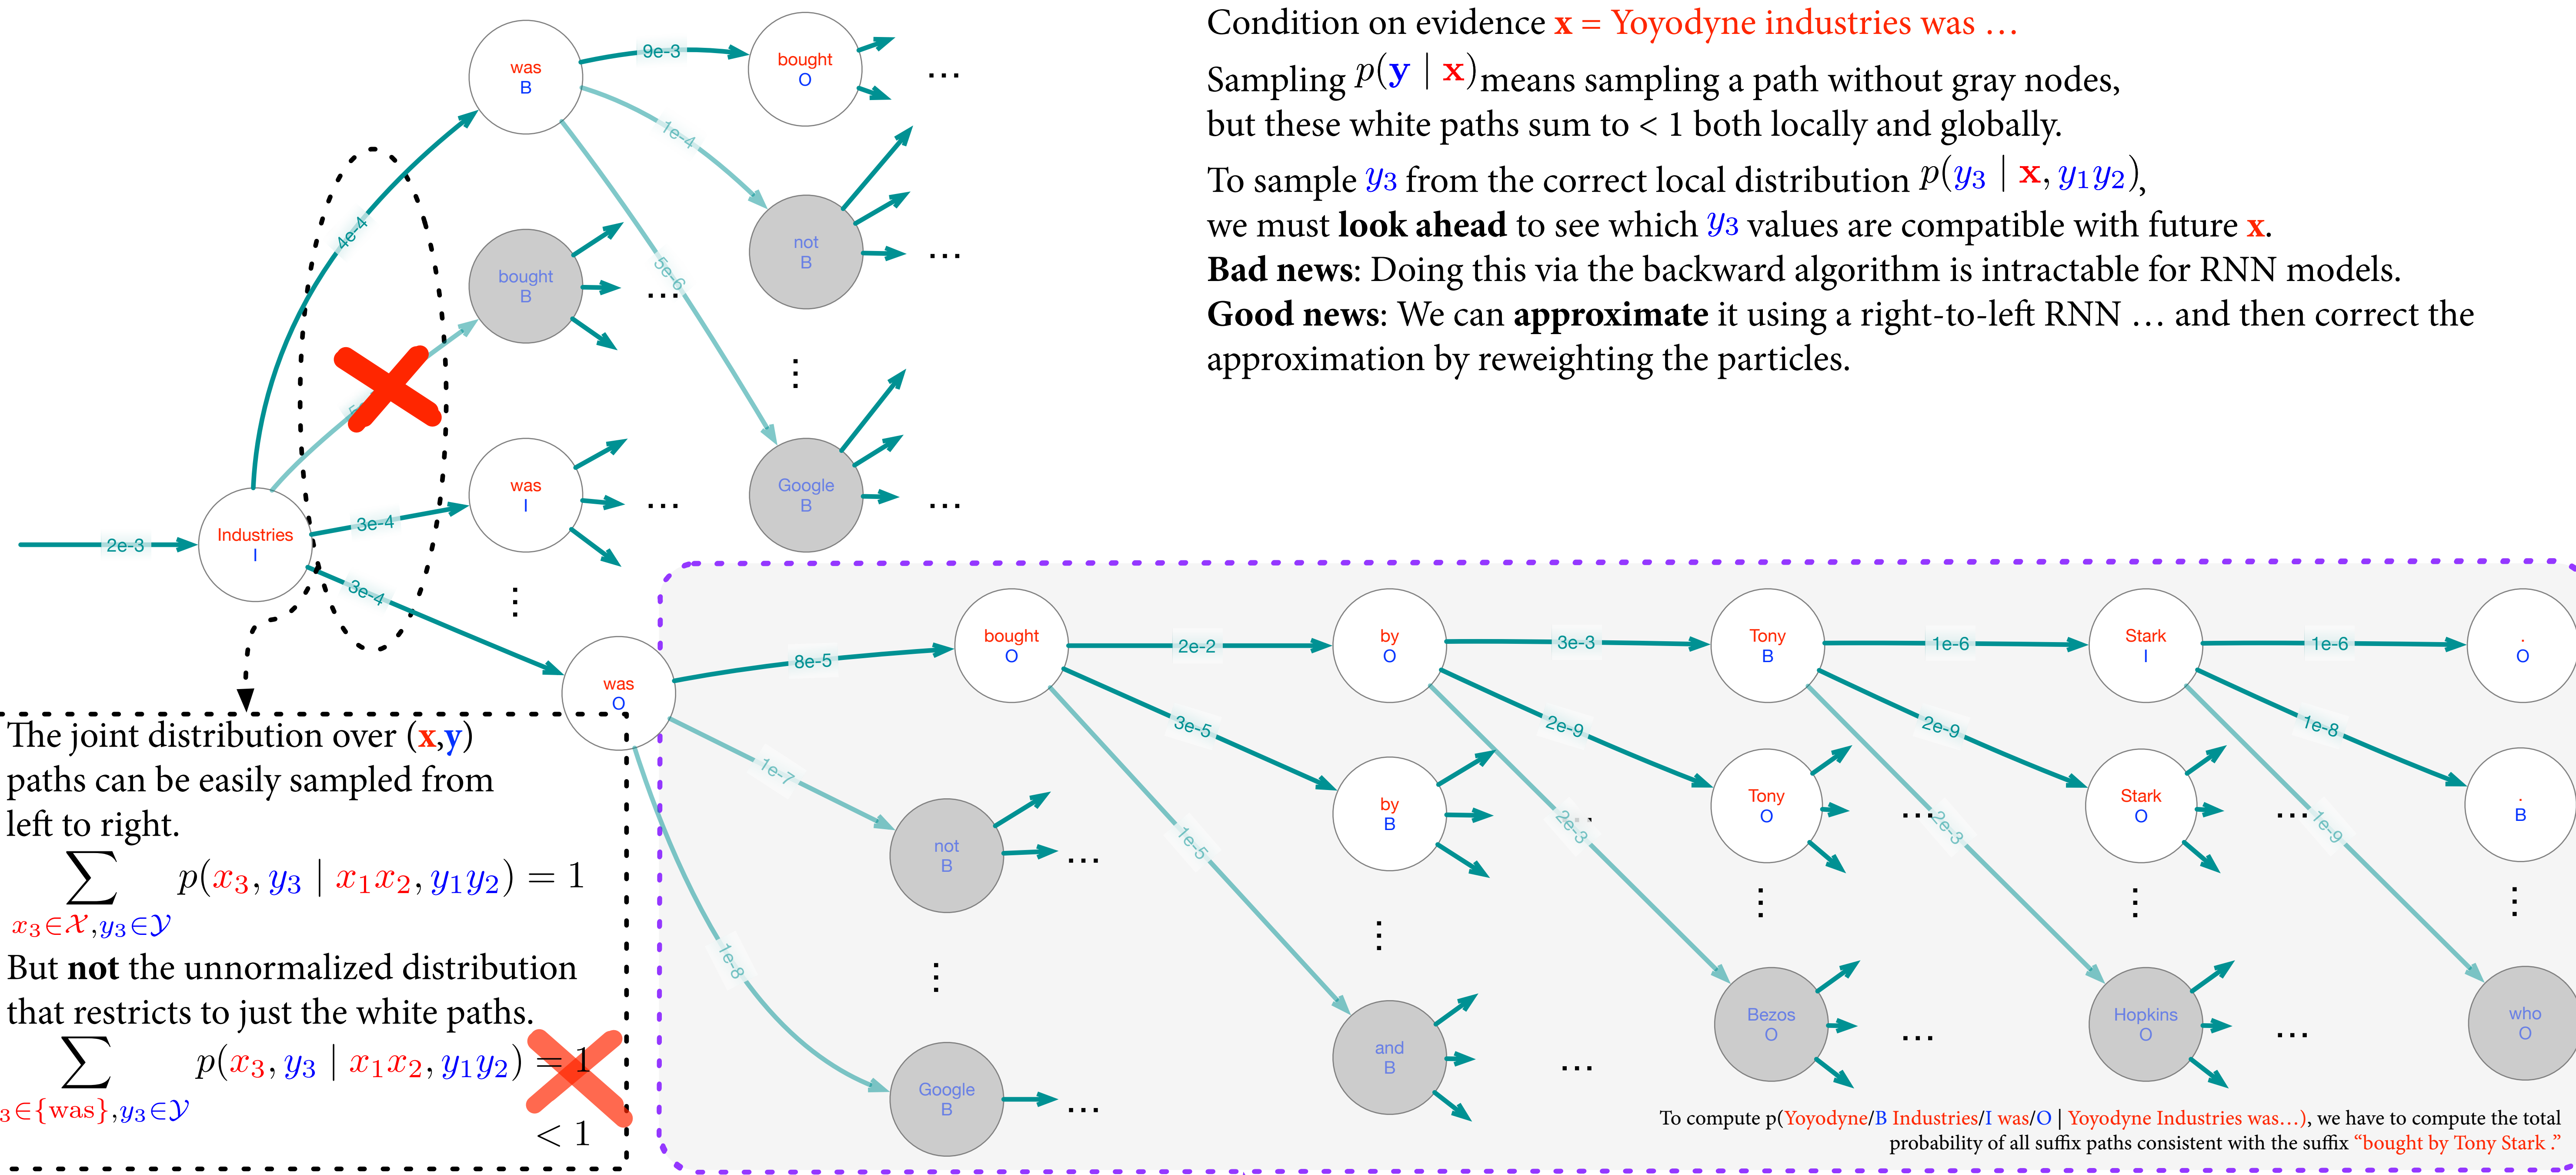 Condition on evidence x = Yoyodyne industries was …
Sampling p(y | x) means sampling a path without gray nodes,
but these white paths sum to < 1 both locally and globally.
To sample y₃ from the correct local distribution p(y₃ | x, y₁y₂),
we must look ahead to see which y₃ values are compatible with future x.
Bad news: Doing this via the backward algorithm is intractable for RNN models.
Good news: We can approximate it using a right-to-left RNN … and then correct the
approximation by reweighting the particles.
was
B
9e-3
bought
O
...
1e-4
4e-4
not
B
...
bought
B
...
5e-6
was
I
...
Google
B
...
2e-3
Industries
I
3e-4
3e-4
was
O
8e-5
bought
O
2e-2
by
O
3e-3
Tony
B
1e-6
Stark
I
1e-6
.
O
1e-7
3e-5
2e-9
2e-9
1e-8
not
B
...
1e-5
by
B
2e-3
...
Tony
O
...
2e-3
Stark
O
...
1e-9
.
B
1e-8
Google
B
...
and
B
...
Bezos
O
...
Hopkins
O
...
who
O
The joint distribution over (x,y)
paths can be easily sampled from
left to right.
∑ p(x₃, y₃ | x₁x₂, y₁y₂) = 1
x₃∈𝒳,y₃∈𝒴
But not the unnormalized distribution
that restricts to just the white paths.
∑ p(x₃, y₃ | x₁x₂, y₁y₂) = 1
₃∈{was},y₃∈𝒴
< 1
To compute p(Yoyodyne/B Industries/I was/O | Yoyodyne Industries was…), we have to compute the total
probability of all suffix paths consistent with the suffix “bought by Tony Stark .”